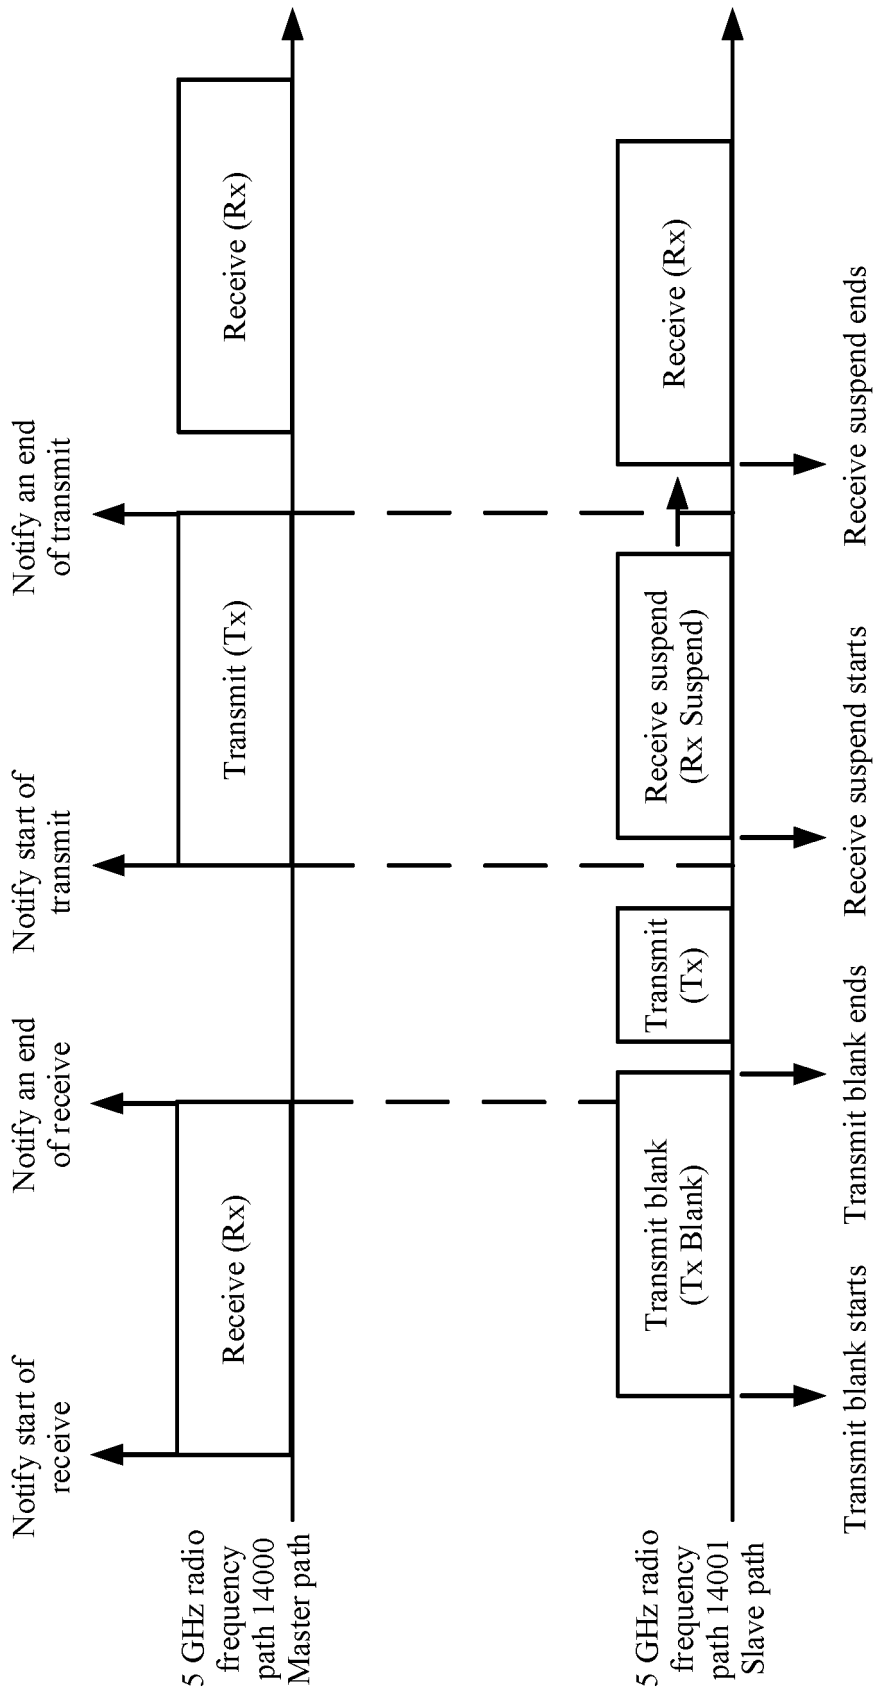 Notify start of
receive
Notify an end
of receive
Notify start of
transmit
Notify an end
of transmit
5 GHz radio
frequency
path 14000
Master path
Receive (Rx)
Transmit (Tx)
Receive (Rx)
5 GHz radio
frequency
path 14001
Slave path
Transmit blank
(Tx Blank)
Transmit
(Tx)
Receive suspend
(Rx Suspend)
Receive (Rx)
Transmit blank starts
Transmit blank ends
Receive suspend starts
Receive suspend ends